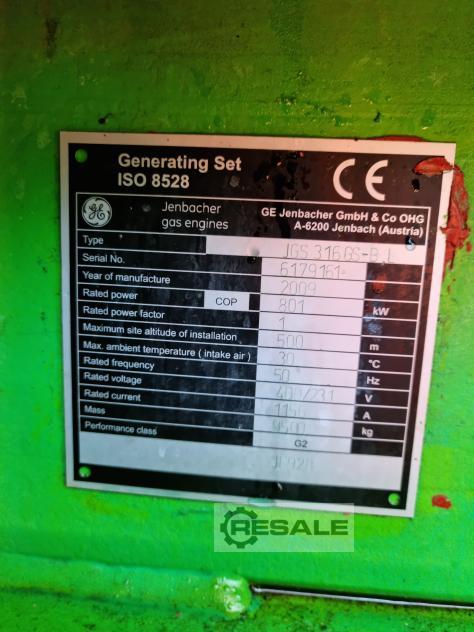 Generating Set
ISO 8528
CE
GE
Jenbacher
gas engines
GE Jenbacher GmbH & Co OHG
A-6200 Jenbach (Austria)
Type JGS 316 GS-B.L
Serial No. 6179161
Year of manufacture 2009
Rated power COP 801 kW
Rated power factor 1
Maximum site altitude of installation 500 m
Max. ambient temperature ( intake air ) 30 °C
Rated frequency 50 Hz
Rated voltage 400/231 V
Rated current 1156 A
Mass 9500 kg
Performance class G2
RESALE